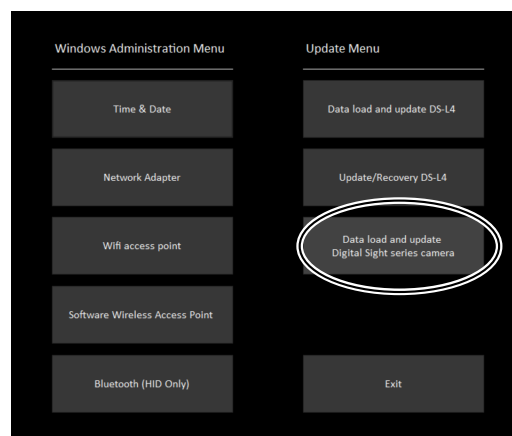 Windows Administration Menu
Update Menu
Time & Date
Data load and update DS-L4
Network Adapter
Update/Recovery DS-L4
Wifi access point
Data load and update
Digital Sight series camera
Software Wireless Access Point
Bluetooth (HID Only)
Exit